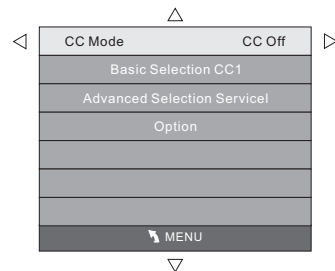 CC Mode CC Off
Basic Selection CC1
Advanced Selection Servicel
Option
MENU